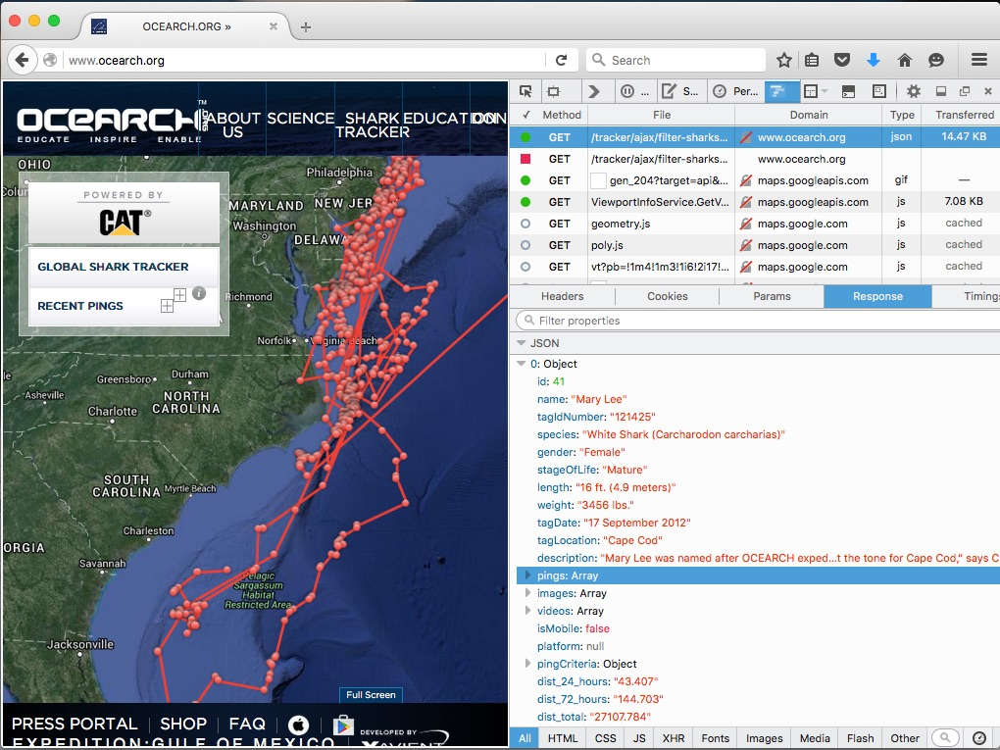 OCEARCH.ORG »
www.ocearch.org
Search
OCEARCH.ORG™
EDUCATE INSPIRE ENABLE
ABOUT US
SCIENCE
SHARK TRACKER
EDUCATION
POWERED BY
CAT®
GLOBAL SHARK TRACKER
RECENT PINGS
i
OHIO
Philadelphia
MARYLAND
NEW JER
Washington
DELAWA
Richmond
Norfolk
Virginia Beach
Greensboro
Durham
Asheville
NORTH
CAROLINA
Charlotte
SOUTH
CAROLINA
Myrtle Beach
Charleston
ORGIA
Savannah
Pelagic
Sargassum
Habitat
Restricted Area
Jacksonville
Full Screen
PRESS PORTAL
SHOP
FAQ
DEVELOPED BY
XAVIENT
EXPEDITION:GULF OF MEXICO
... S... Per...
✓ Method File Domain Type Transferred
GET /tracker/ajax/filter-sharks... www.ocearch.org json 14.47 KB
GET /tracker/ajax/filter-sharks... www.ocearch.org
GET gen_204?target=api&... maps.googleapis.com gif —
GET ViewportInfoService.GetV... maps.googleapis.com js 7.08 KB
GET geometry.js maps.google.com js cached
GET poly.js maps.google.com js cached
GET vt?pb=!1m4!1m3!1i6!2i17!... maps.google.com js cached
Headers Cookies Params Response Timings
Filter properties
JSON
0: Object
id: 41
name: "Mary Lee"
tagIdNumber: "121425"
species: "White Shark (Carcharodon carcharias)"
gender: "Female"
stageOfLife: "Mature"
length: "16 ft. (4.9 meters)"
weight: "3456 lbs."
tagDate: "17 September 2012"
tagLocation: "Cape Cod"
description: "Mary Lee was named after OCEARCH exped...t the tone for Cape Cod," says C
pings: Array
images: Array
videos: Array
isMobile: false
platform: null
pingCriteria: Object
dist_24_hours: "43.407"
dist_72_hours: "144.703"
dist_total: "27107.784"
All HTML CSS JS XHR Fonts Images Media Flash Other